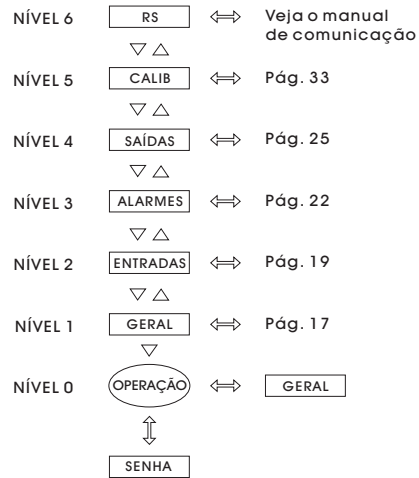 NÍVEL 6 RS Veja o manual
de comunicação
NÍVEL 5 CALIB Pág. 33
NÍVEL 4 SAÍDAS Pág. 25
NÍVEL 3 ALARMES Pág. 22
NÍVEL 2 ENTRADAS Pág. 19
NÍVEL 1 GERAL Pág. 17
NÍVEL 0 OPERAÇÃO GERAL
SENHA